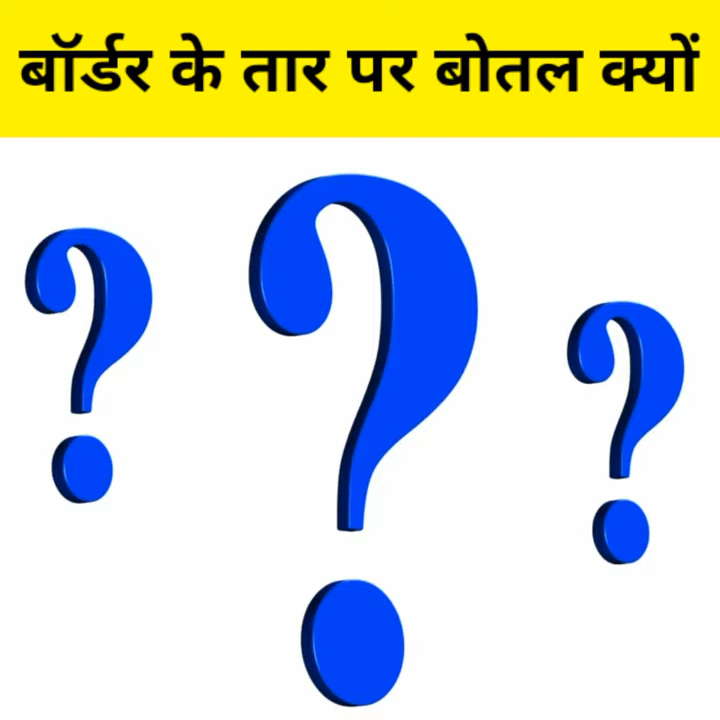 बॉर्डर के तार पर बोतल क्यों
? ? ?